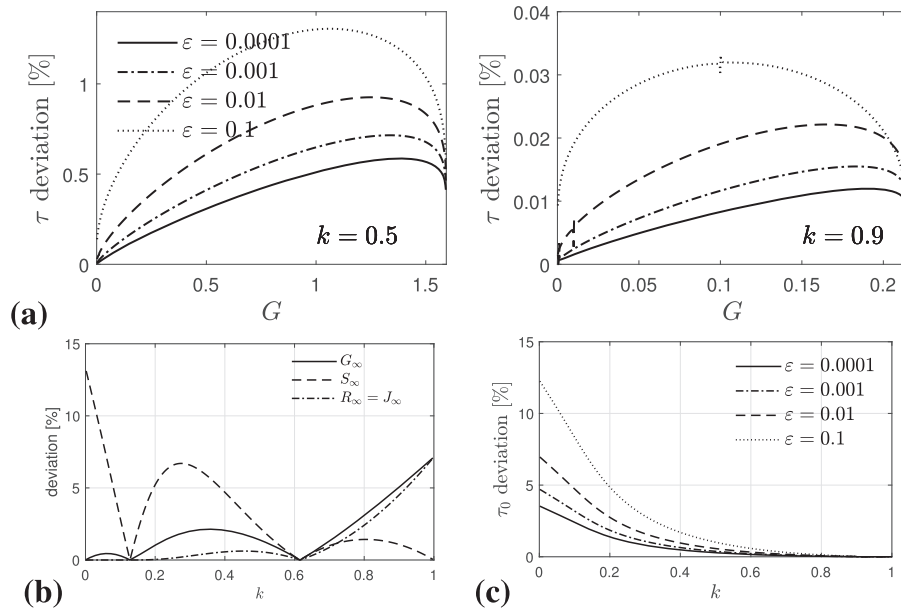 τ deviation [%]
1
0.5
0
ε = 0.0001
ε = 0.001
ε = 0.01
ε = 0.1
k = 0.5
0 0.5 1 1.5
G
τ deviation [%]
0.04
0.03
0.02
0.01
0
k = 0.9
0 0.05 0.1 0.15 0.2
G
(a)
deviation [%]
15
10
5
0
G∞
S∞
R∞ = J∞
0 0.2 0.4 0.6 0.8 1
k
(b)
τ0 deviation [%]
15
10
5
0
ε = 0.0001
ε = 0.001
ε = 0.01
ε = 0.1
0 0.2 0.4 0.6 0.8 1
k
(c)